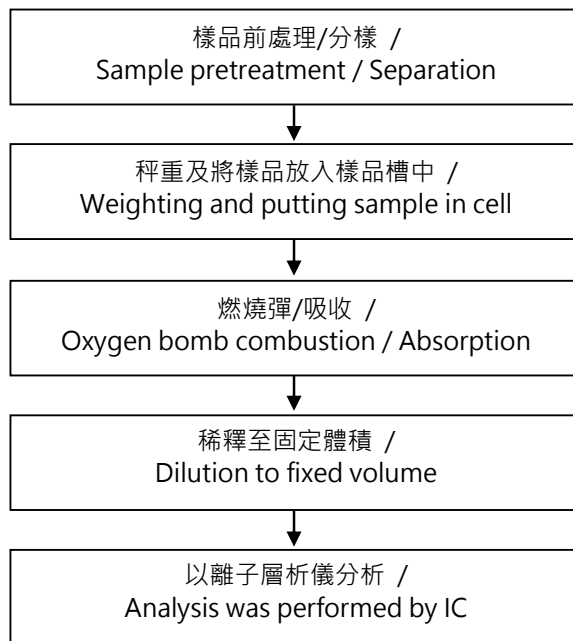 樣品前處理/分樣 /
Sample pretreatment / Separation
秤重及將樣品放入樣品槽中 /
Weighting and putting sample in cell
燃燒彈/吸收 /
Oxygen bomb combustion / Absorption
稀釋至固定體積 /
Dilution to fixed volume
以離子層析儀分析 /
Analysis was performed by IC